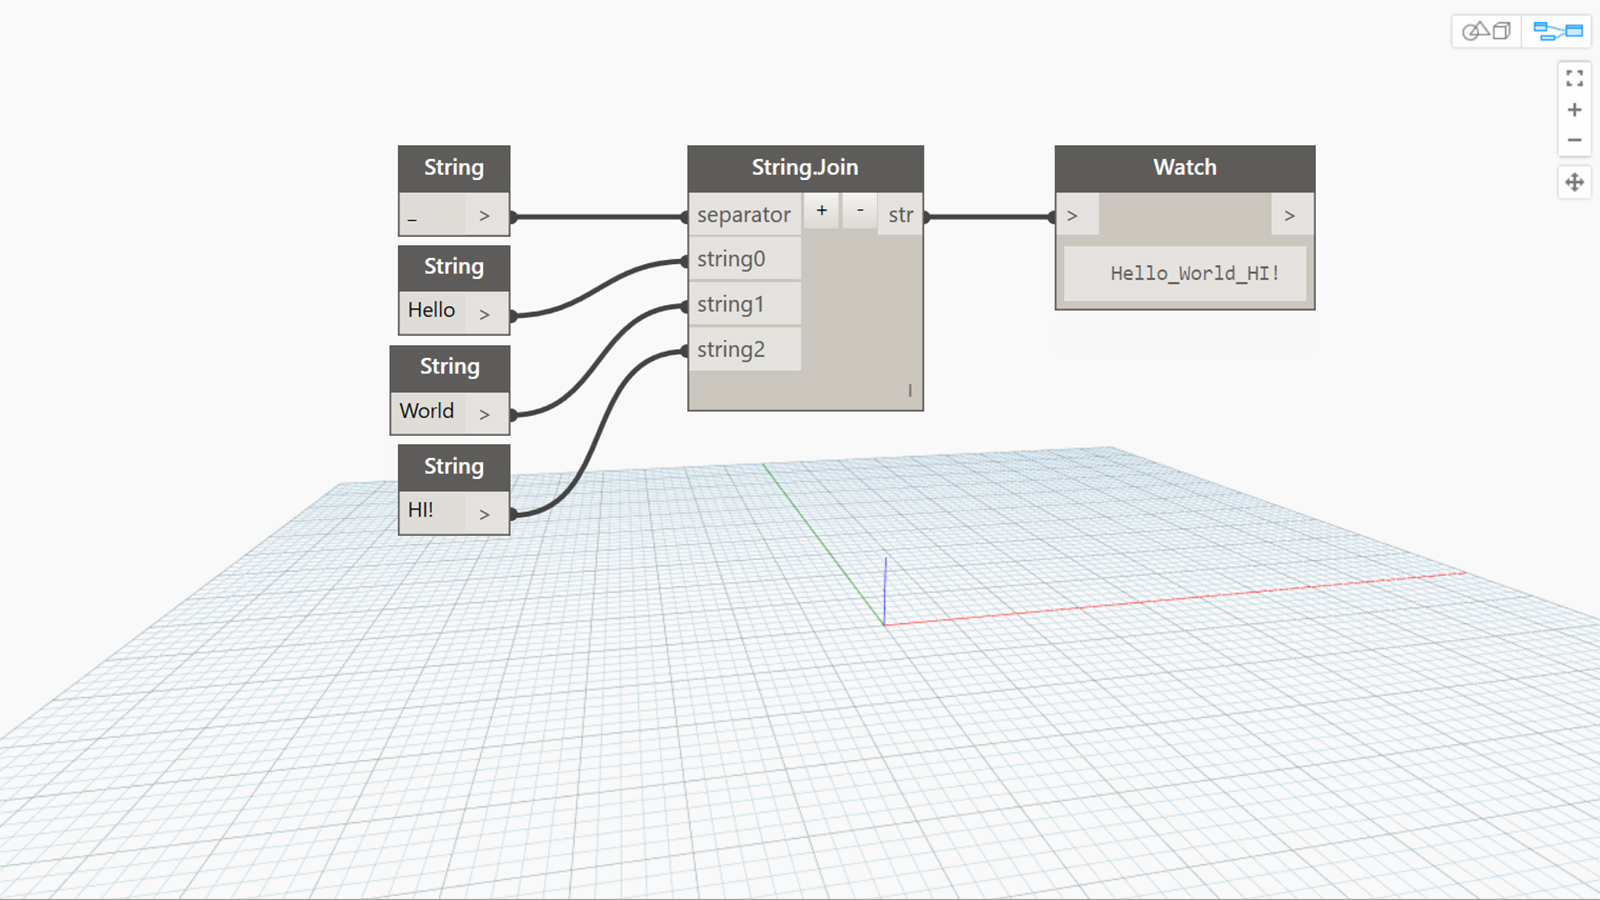 String
_ >
String
Hello >
String
World >
String
HI! >
String.Join
separator + - str
string0
string1
string2
l
Watch
> >
Hello_World_HI!
+
-